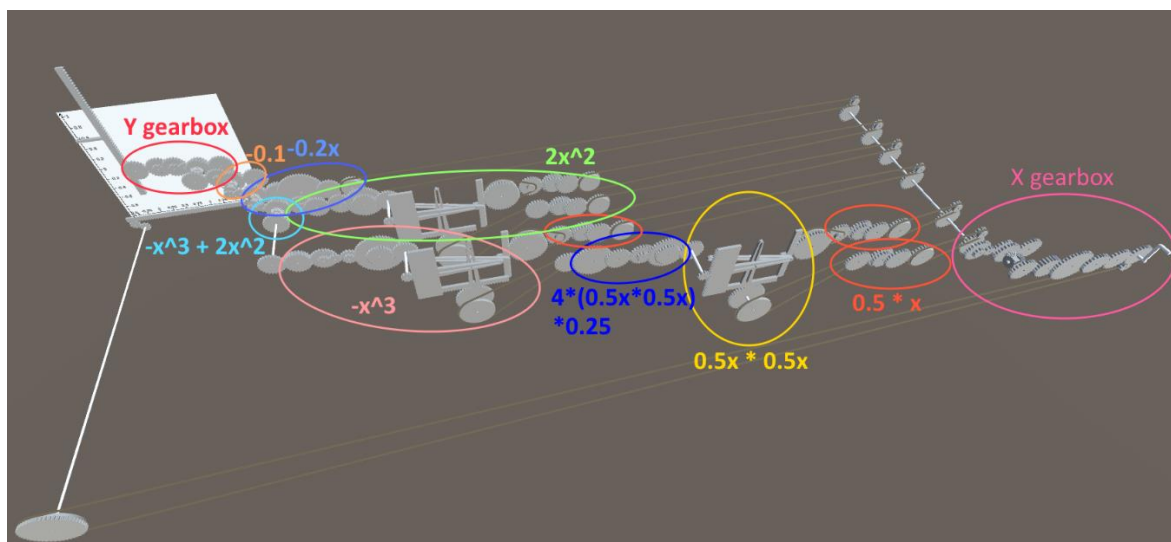 Y gearbox
-0.1
-0.2x
2x^2
X gearbox
-x^3 + 2x^2
-x^3
4*(0.5x*0.5x)
*0.25
0.5 * x
0.5x * 0.5x